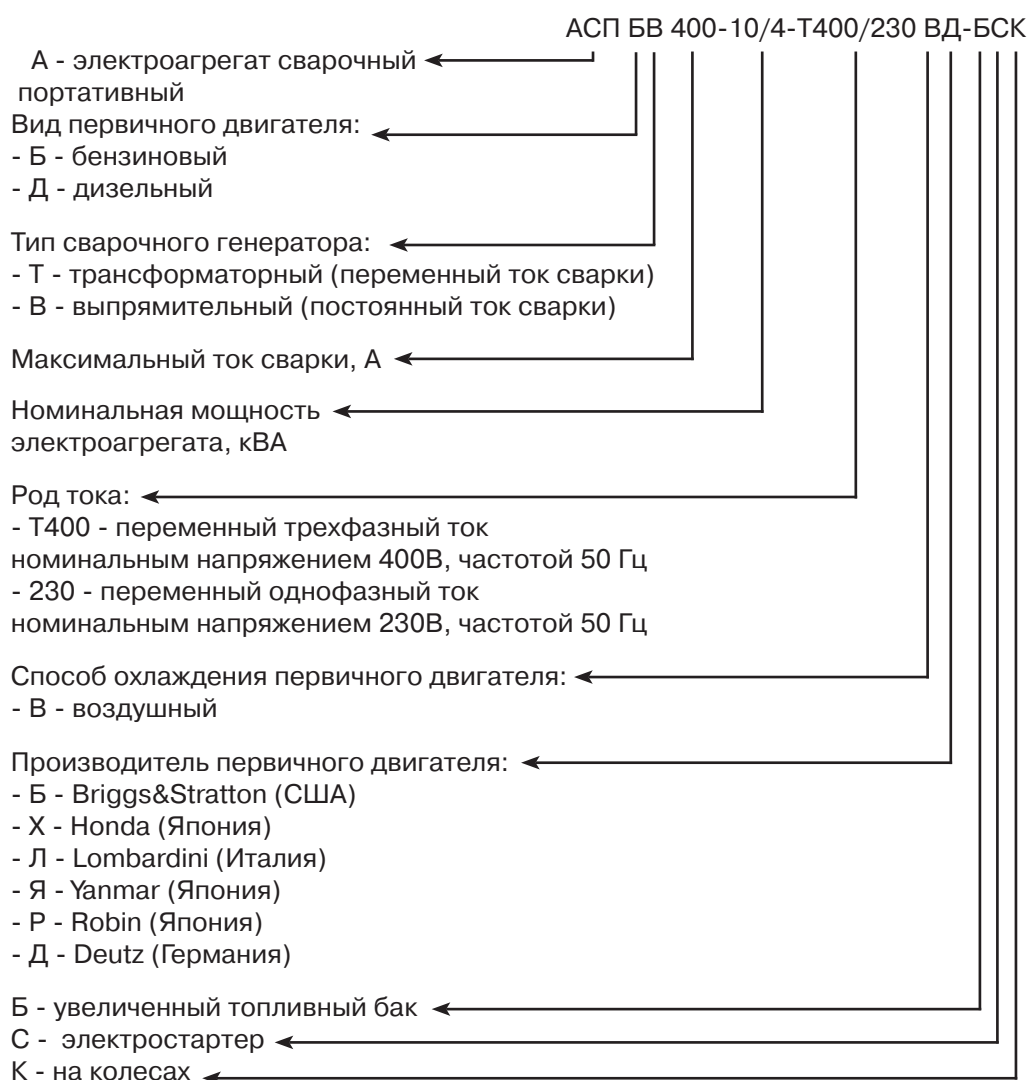 АСП БВ 400-10/4-Т400/230 ВД-БСК
А - электроагрегат сварочный
портативный
Вид первичного двигателя:
- Б - бензиновый
- Д - дизельный
Тип сварочного генератора:
- Т - трансформаторный (переменный ток сварки)
- В - выпрямительный (постоянный ток сварки)
Максимальный ток сварки, А
Номинальная мощность
электроагрегата, кВА
Род тока:
- Т400 - переменный трехфазный ток
номинальным напряжением 400В, частотой 50 Гц
- 230 - переменный однофазный ток
номинальным напряжением 230В, частотой 50 Гц
Способ охлаждения первичного двигателя:
- В - воздушный
Производитель первичного двигателя:
- Б - Briggs&Stratton (США)
- Х - Honda (Япония)
- Л - Lombardini (Италия)
- Я - Yanmar (Япония)
- Р - Robin (Япония)
- Д - Deutz (Германия)
Б - увеличенный топливный бак
С - электростартер
К - на колесах